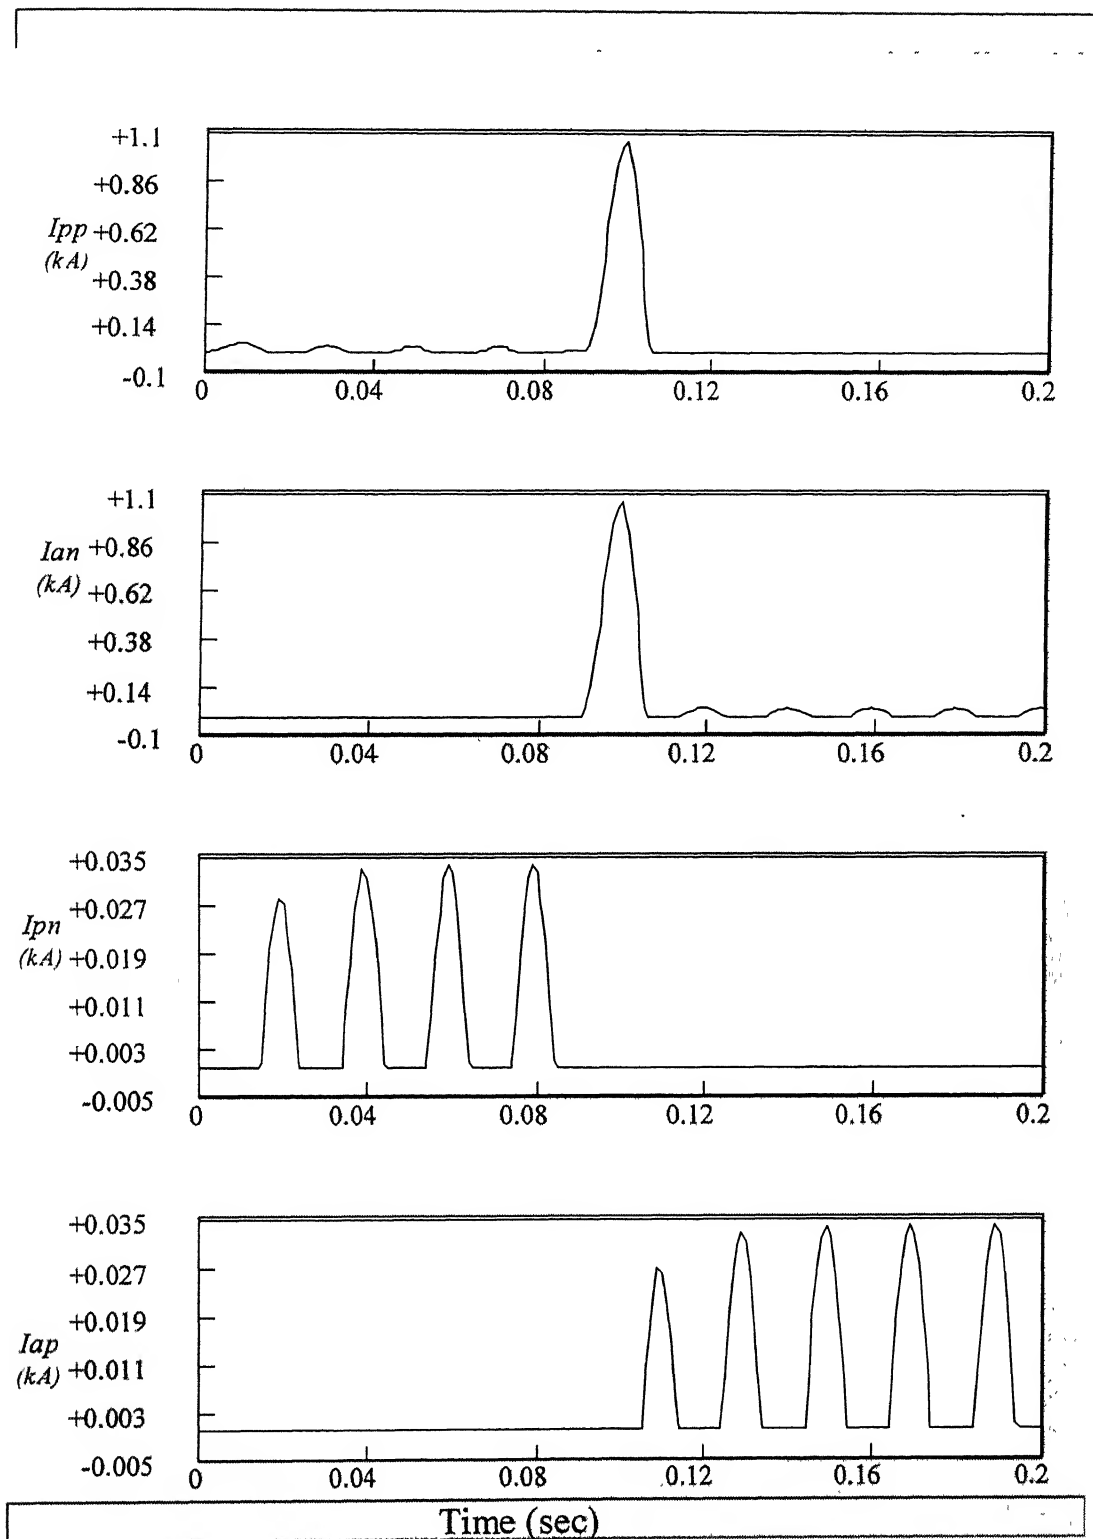 +1.1
+0.86
Ipp +0.62
(kA) +0.38
+0.14
-0.1
0 0.04 0.08 0.12 0.16 0.2
+1.1
Ian +0.86
(kA) +0.62
+0.38
+0.14
-0.1
0 0.04 0.08 0.12 0.16 0.2
+0.035
+0.027
Ipn
(kA) +0.019
+0.011
+0.003
-0.005
0 0.04 0.08 0.12 0.16 0.2
+0.035
+0.027
+0.019
Iap
(kA) +0.011
+0.003
-0.005
0 0.04 0.08 0.12 0.16 0.2
Time (sec)